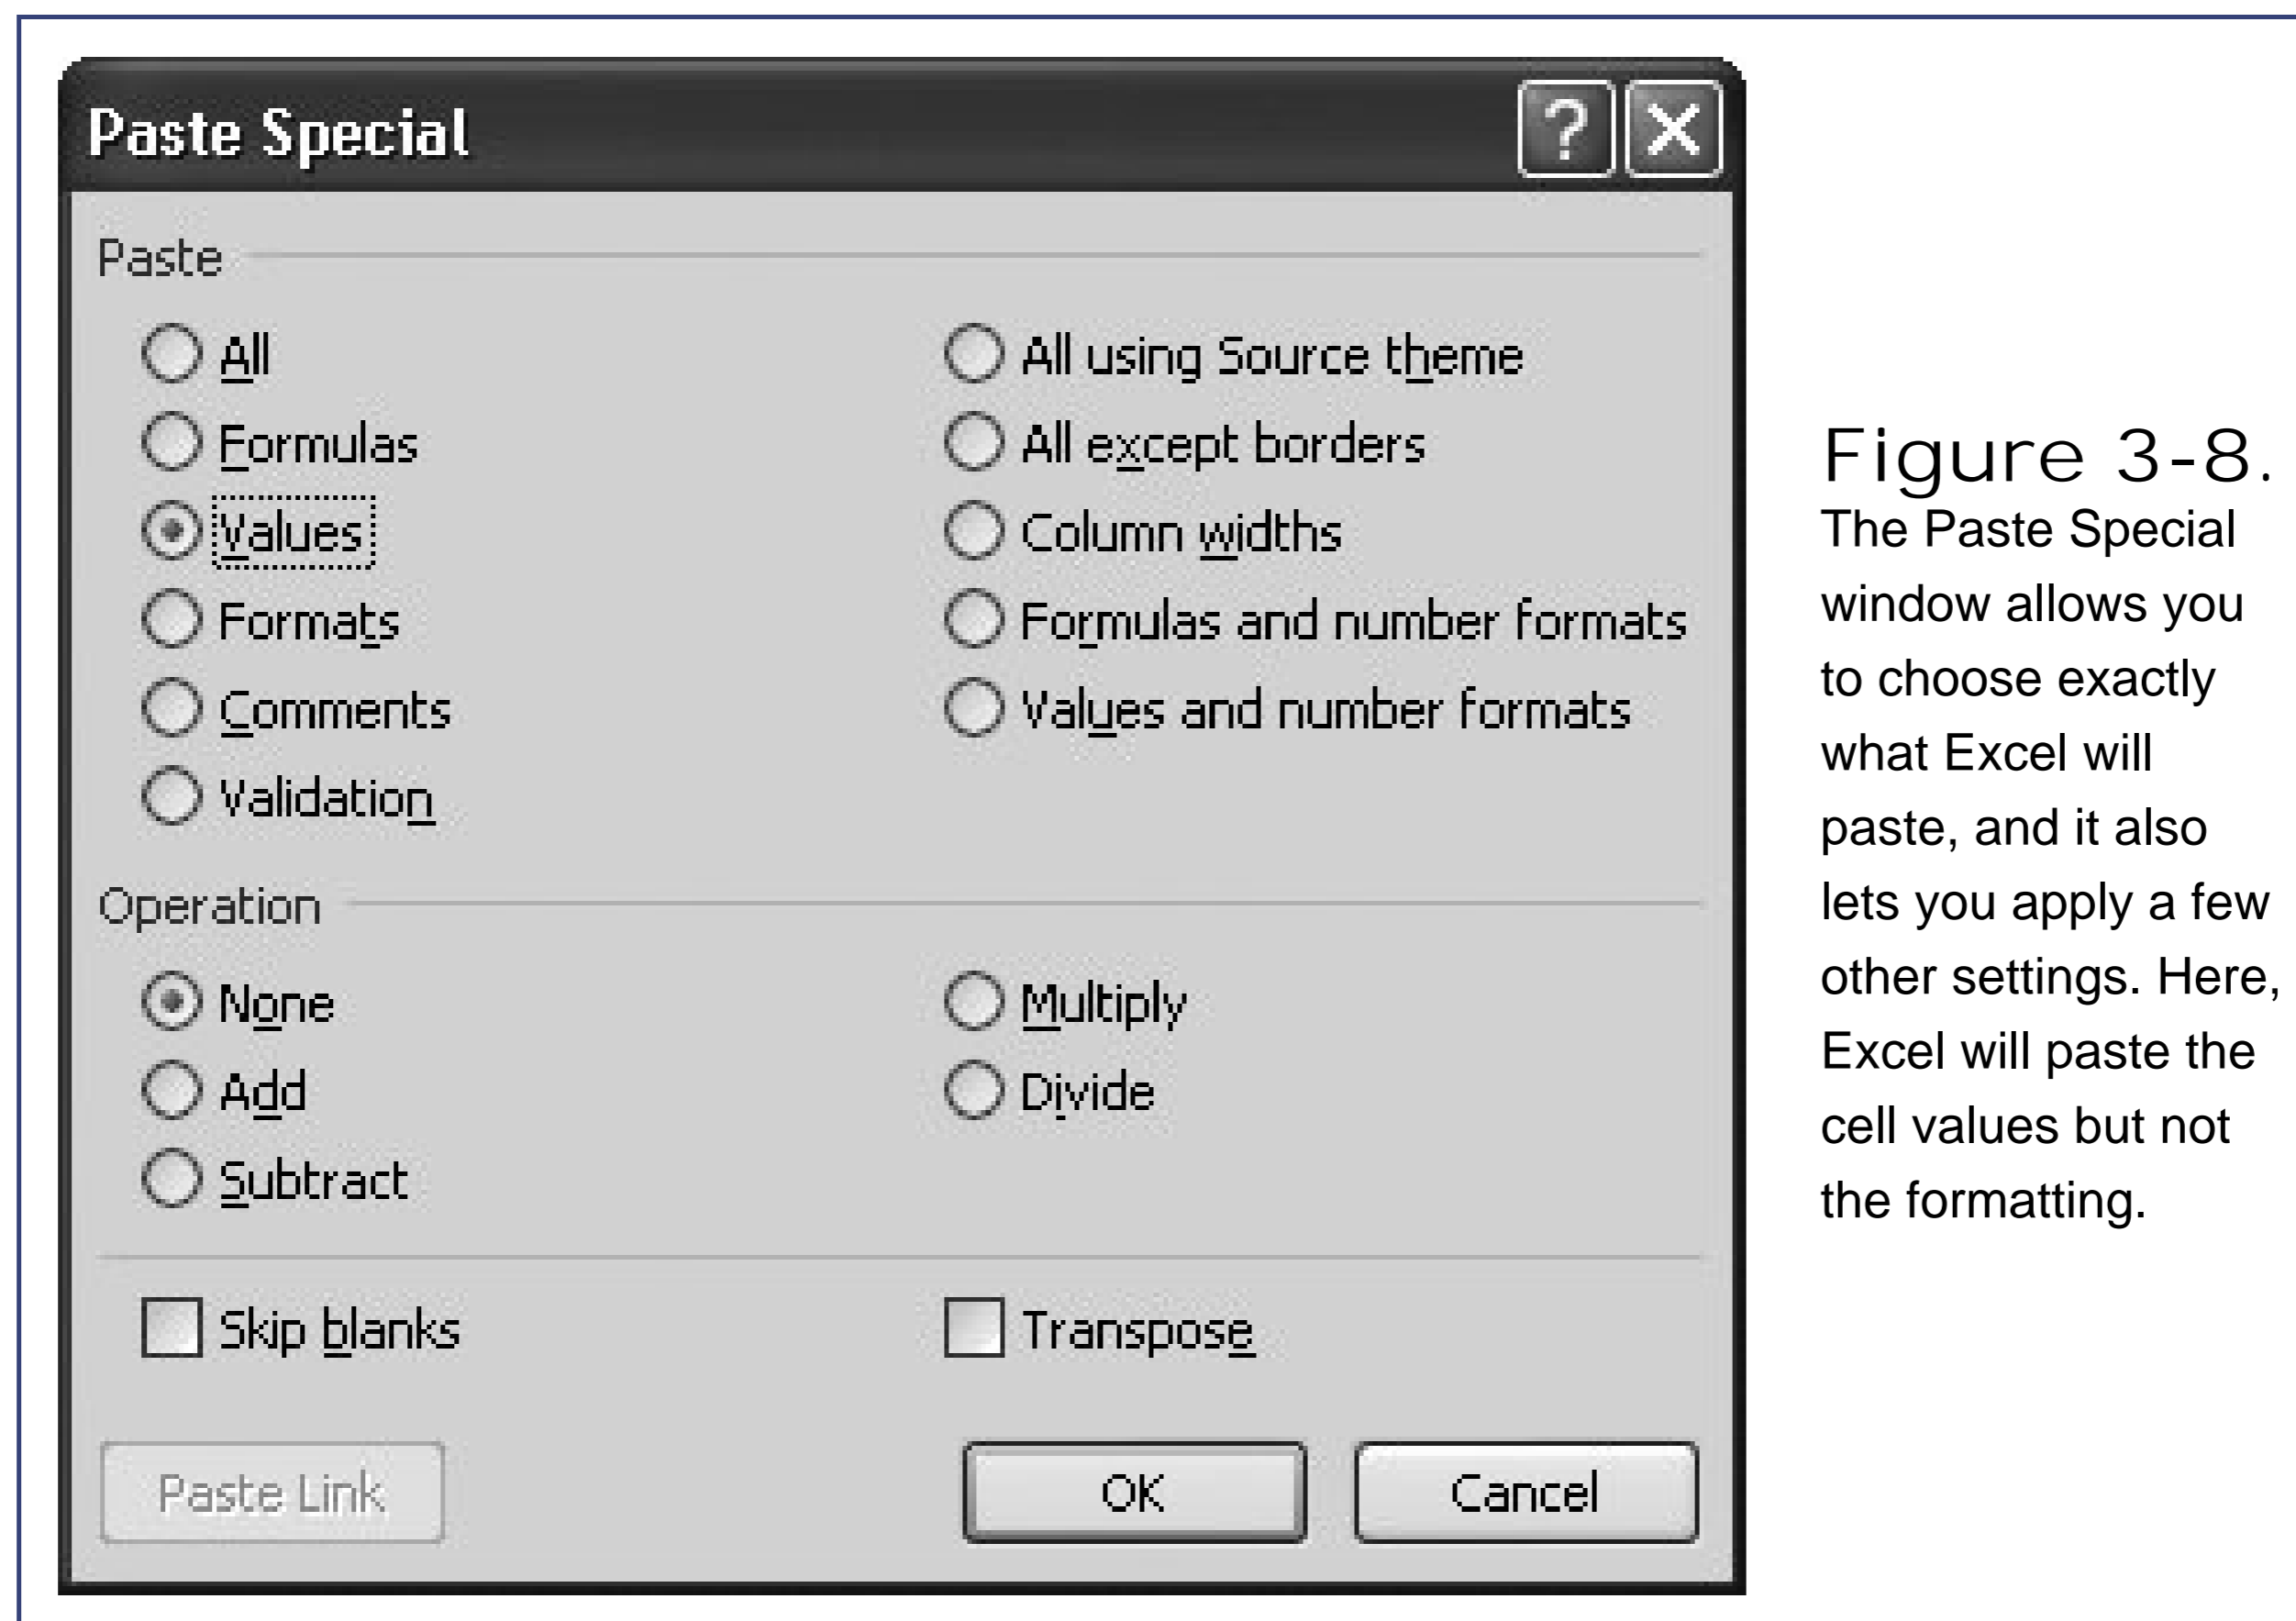 Paste Special
Paste
All
All using Source theme
Formulas
All except borders
Values
Column widths
Formats
Formulas and number formats
Comments
Values and number formats
Validation
Operation
None
Multiply
Add
Divide
Subtract
Skip blanks
Transpose
Paste Link
OK
Cancel
Figure 3-8.
The Paste Special
window allows you
to choose exactly
what Excel will
paste, and it also
lets you apply a few
other settings. Here,
Excel will paste the
cell values but not
the formatting.